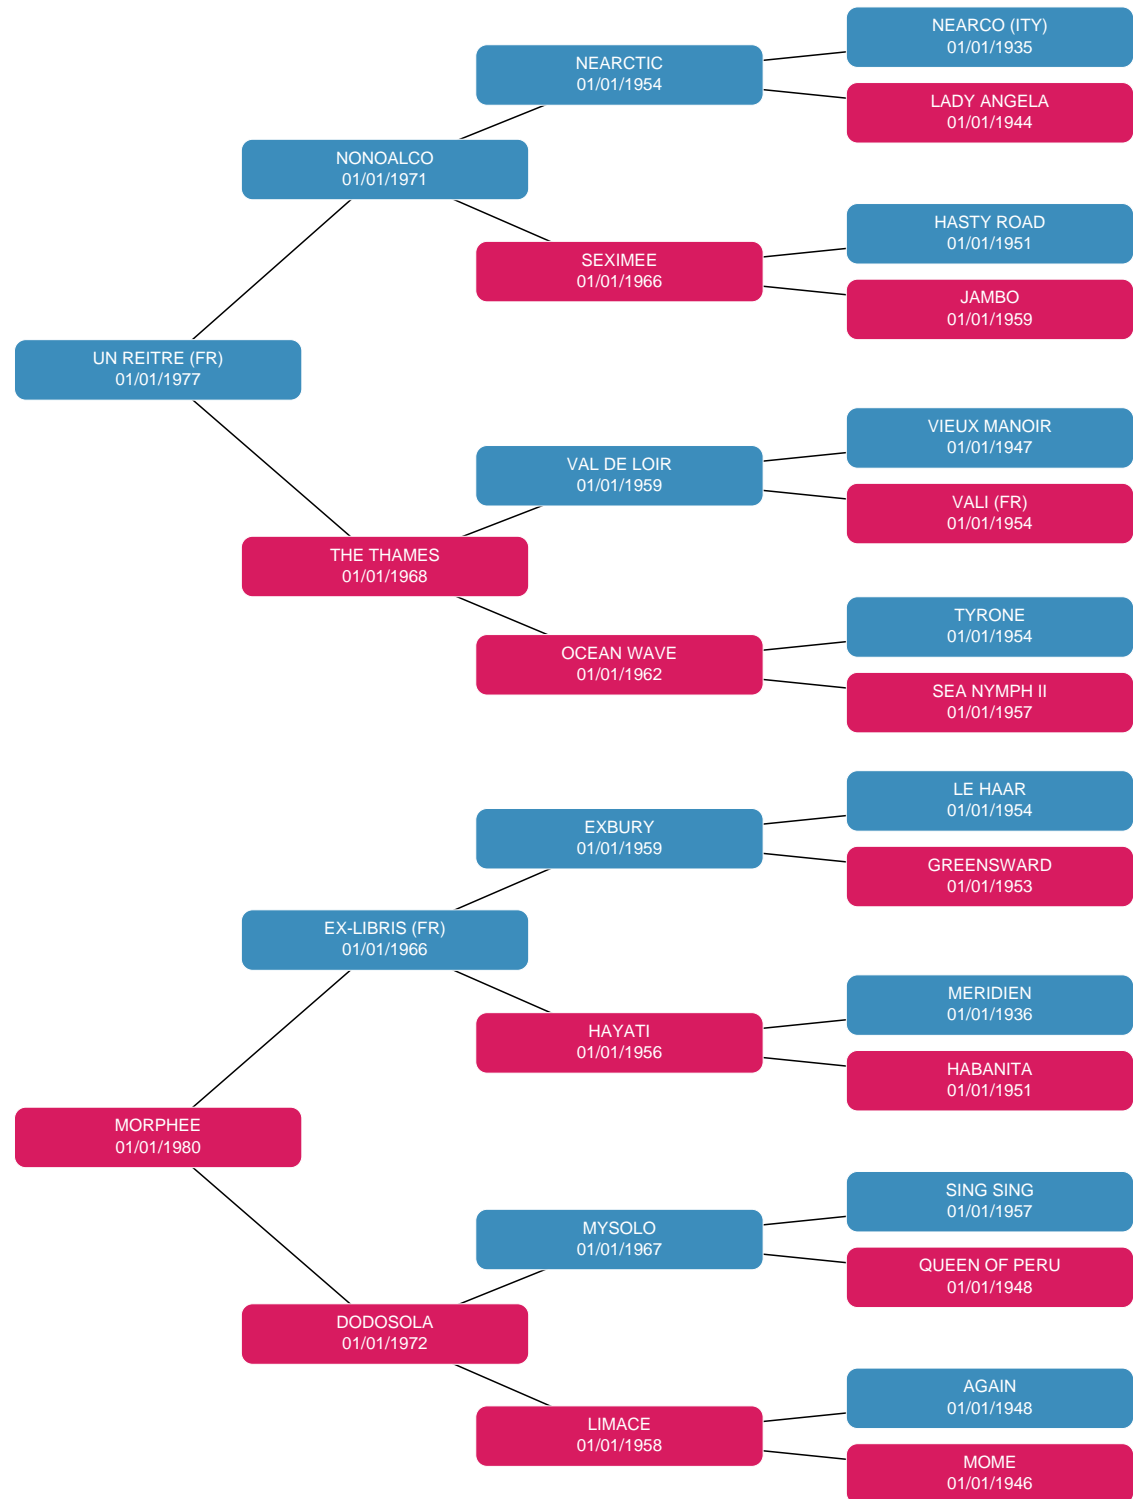 NEARCO (ITY)
01/01/1935
NEARCTIC
01/01/1954
LADY ANGELA
01/01/1944
NONOALCO
01/01/1971
HASTY ROAD
01/01/1951
SEXIMEE
01/01/1966
JAMBO
01/01/1959
UN REITRE (FR)
01/01/1977
VIEUX MANOIR
01/01/1947
VAL DE LOIR
01/01/1959
VALI (FR)
01/01/1954
THE THAMES
01/01/1968
TYRONE
01/01/1954
OCEAN WAVE
01/01/1962
SEA NYMPH II
01/01/1957
LE HAAR
01/01/1954
EXBURY
01/01/1959
GREENSWARD
01/01/1953
EX-LIBRIS (FR)
01/01/1966
MERIDIEN
01/01/1936
HAYATI
01/01/1956
HABANITA
01/01/1951
MORPHEE
01/01/1980
SING SING
01/01/1957
MYSOLO
01/01/1967
QUEEN OF PERU
01/01/1948
DODOSOLA
01/01/1972
AGAIN
01/01/1948
LIMACE
01/01/1958
MOME
01/01/1946